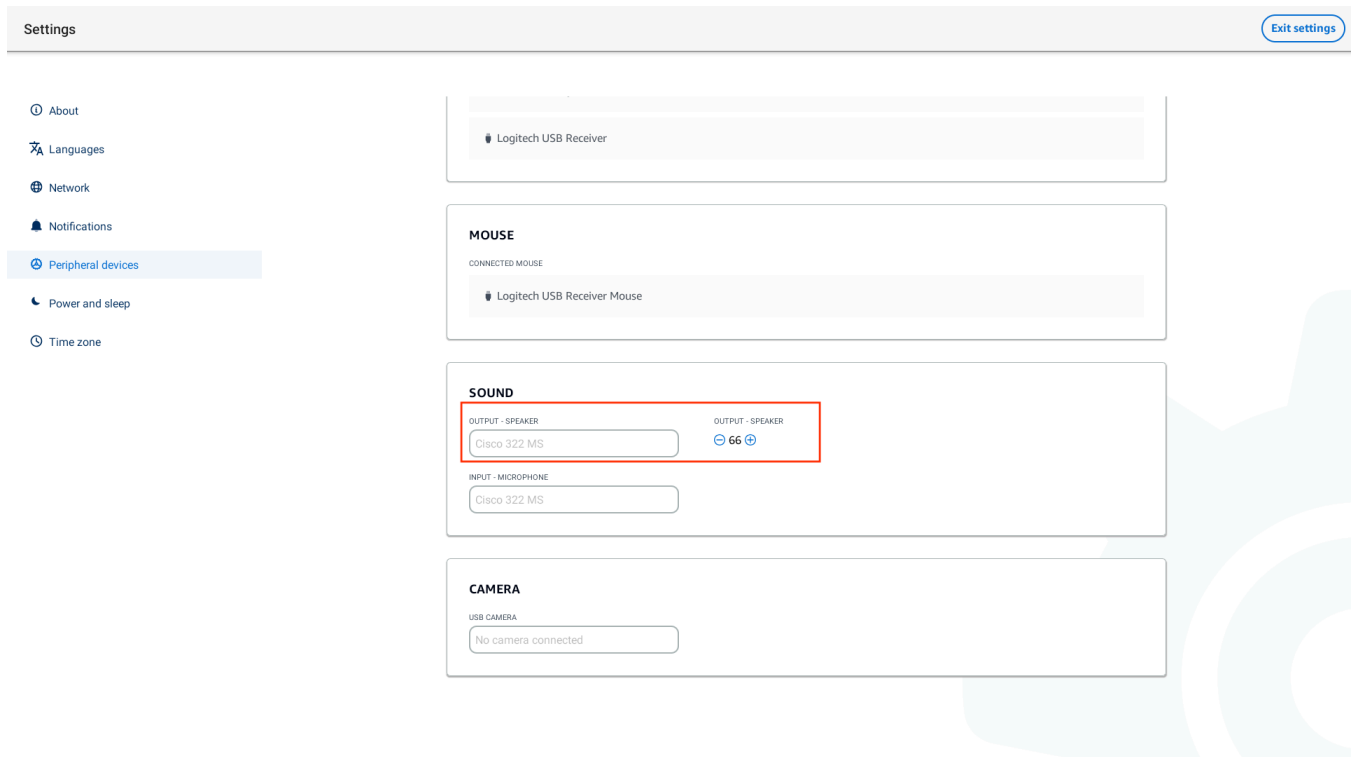 Settings
Exit settings
About
Languages
Network
Notifications
Peripheral devices
Power and sleep
Time zone
Logitech USB Receiver
MOUSE
CONNECTED MOUSE
Logitech USB Receiver Mouse
SOUND
OUTPUT - SPEAKER
OUTPUT - SPEAKER
Cisco 322 MS
66
INPUT - MICROPHONE
Cisco 322 MS
CAMERA
USB CAMERA
No camera connected